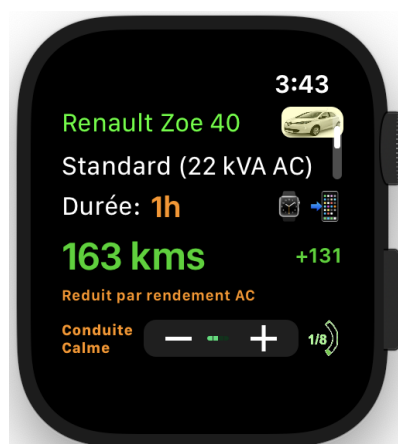 3:43
Renault Zoe 40
Standard (22 kVA AC)
Durée: 1h
163 kms +131
Reduit par rendement AC
Conduite
Calme
1/8